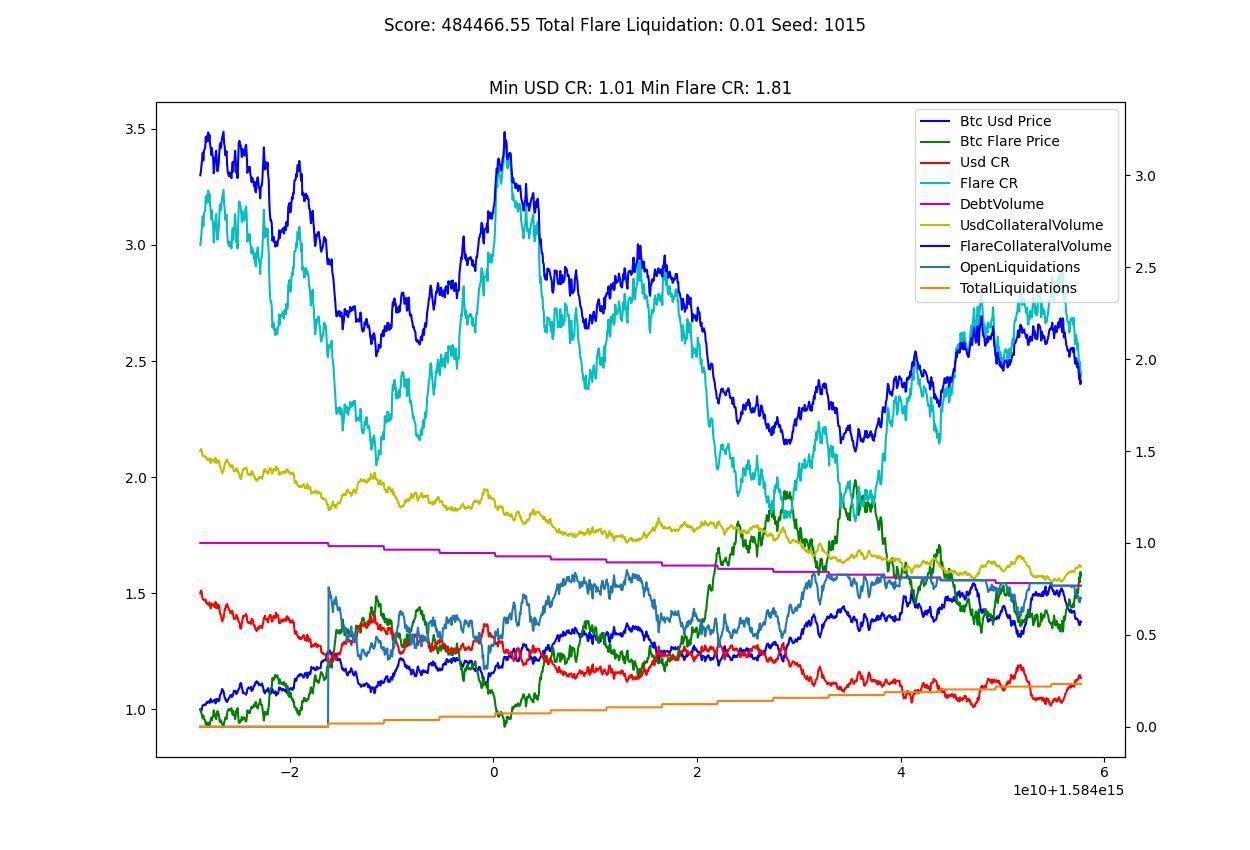 Score: 484466.55 Total Flare Liquidation: 0.01 Seed: 1015
Min USD CR: 1.01 Min Flare CR: 1.81
Btc Usd Price
Btc Flare Price
Usd CR
Flare CR
DebtVolume
UsdCollateralVolume
FlareCollateralVolume
OpenLiquidations
TotalLiquidations
3.5
3.0
2.5
2.0
1.5
1.0
3.0
2.5
2.0
1.5
1.0
0.5
0.0
−2
0
2
4
6
1e10+1.584e15